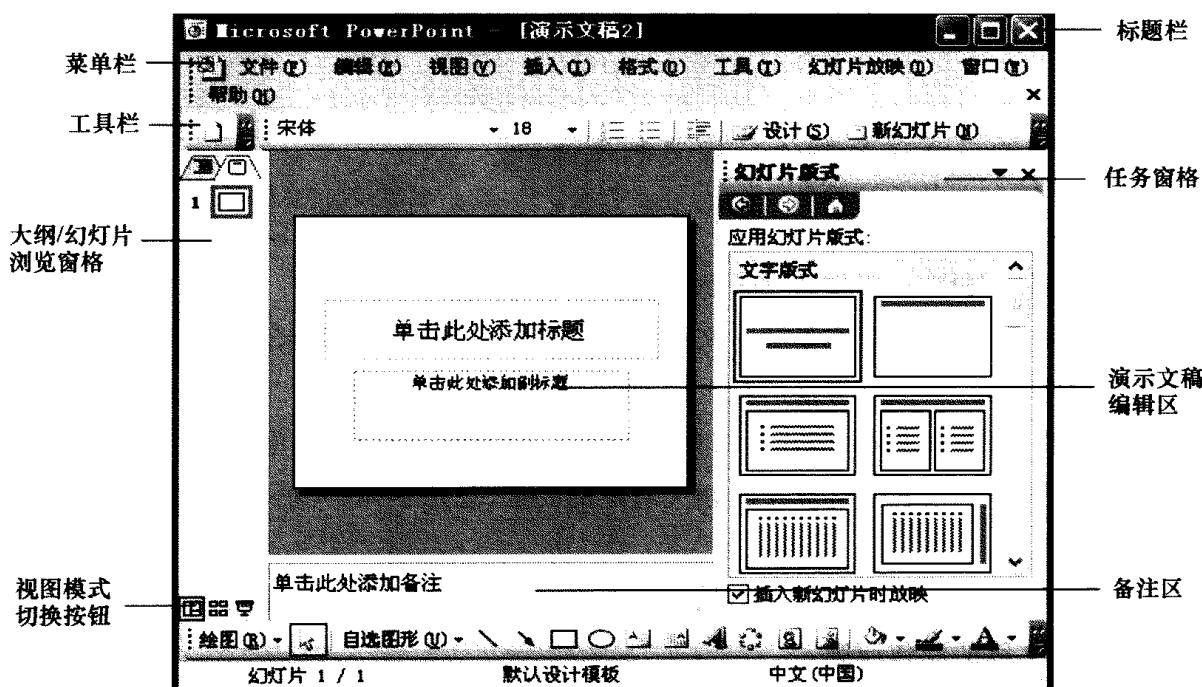 Microsoft PowerPoint - [演示文稿2]
标题栏
菜单栏
文件(F) 编辑(E) 视图(V) 插入(I) 格式(O) 工具(T) 幻灯片放映(D) 窗口(W)
帮助(H)
工具栏
宋体 18 设计(S) 新幻灯片(N)
幻灯片版式
任务窗格
1
大纲/幻灯片
浏览窗格
应用幻灯片版式:
文字版式
单击此处添加标题
单击此处添加副标题
演示文稿
编辑区
单击此处添加备注
备注区
视图模式
切换按钮
插入新幻灯片时放映
绘图(R) 自选图形(U) A A
幻灯片 1 / 1 默认设计模板 中文(中国)